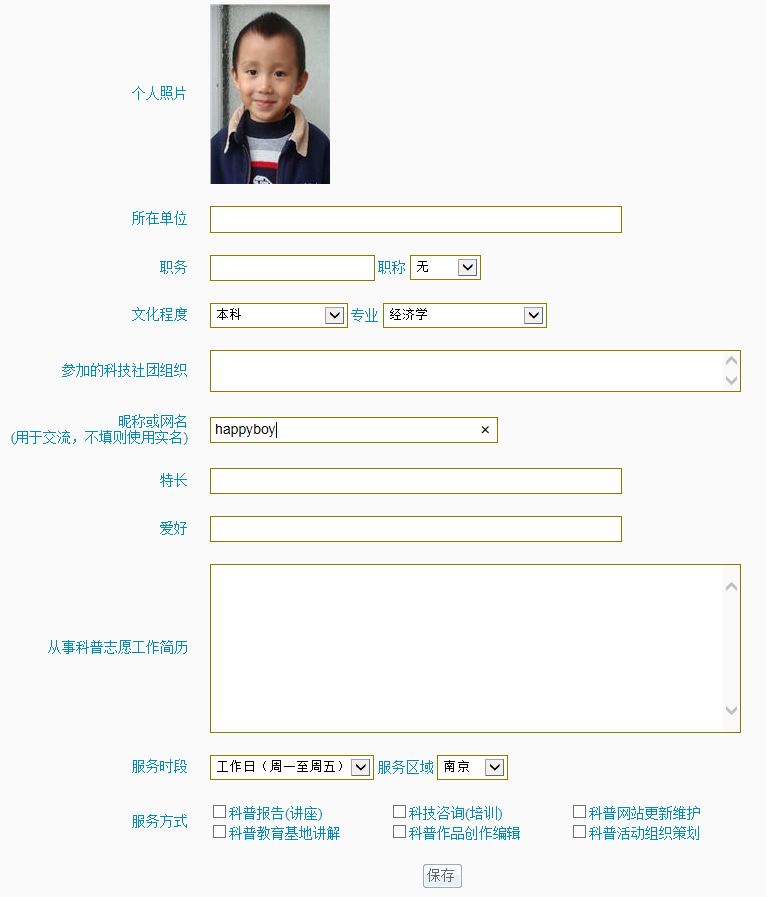 个人照片
所在单位
职务 职称 无
文化程度 本科 专业 经济学
参加的科技社团组织
昵称或网名
(用于交流，不填则使用实名) happyboy ×
特长
爱好
从事科普志愿工作简历
服务时段 工作日（周一至周五） 服务区域 南京
服务方式
科普报告(讲座) 科技咨询(培训) 科普网站更新维护
科普教育基地讲解 科普作品创作编辑 科普活动组织策划
保存